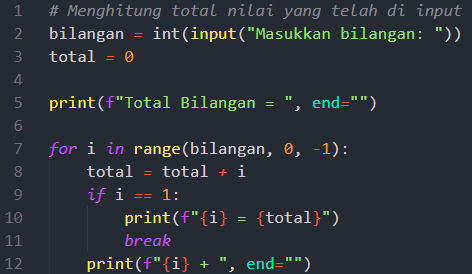 1 # Menghitung total nilai yang telah di input
2 bilangan = int(input("Masukkan bilangan: "))
3 total = 0
4
5 print(f"Total Bilangan = ", end="")
6
7 for i in range(bilangan, 0, -1):
8     total = total + i
9     if i == 1:
10         print(f"{i} = {total}")
11         break
12     print(f"{i} + ", end="")